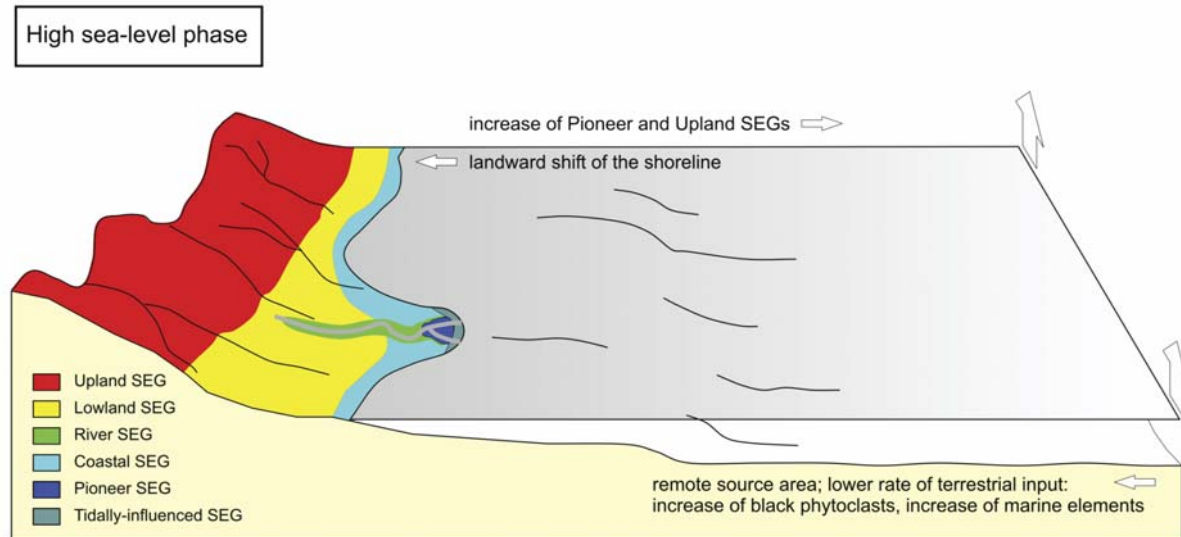 High sea-level phase
increase of Pioneer and Upland SEGs
landward shift of the shoreline
Upland SEG
Lowland SEG
River SEG
Coastal SEG
Pioneer SEG
Tidally-influenced SEG
remote source area; lower rate of terrestrial input:
increase of black phytoclasts, increase of marine elements